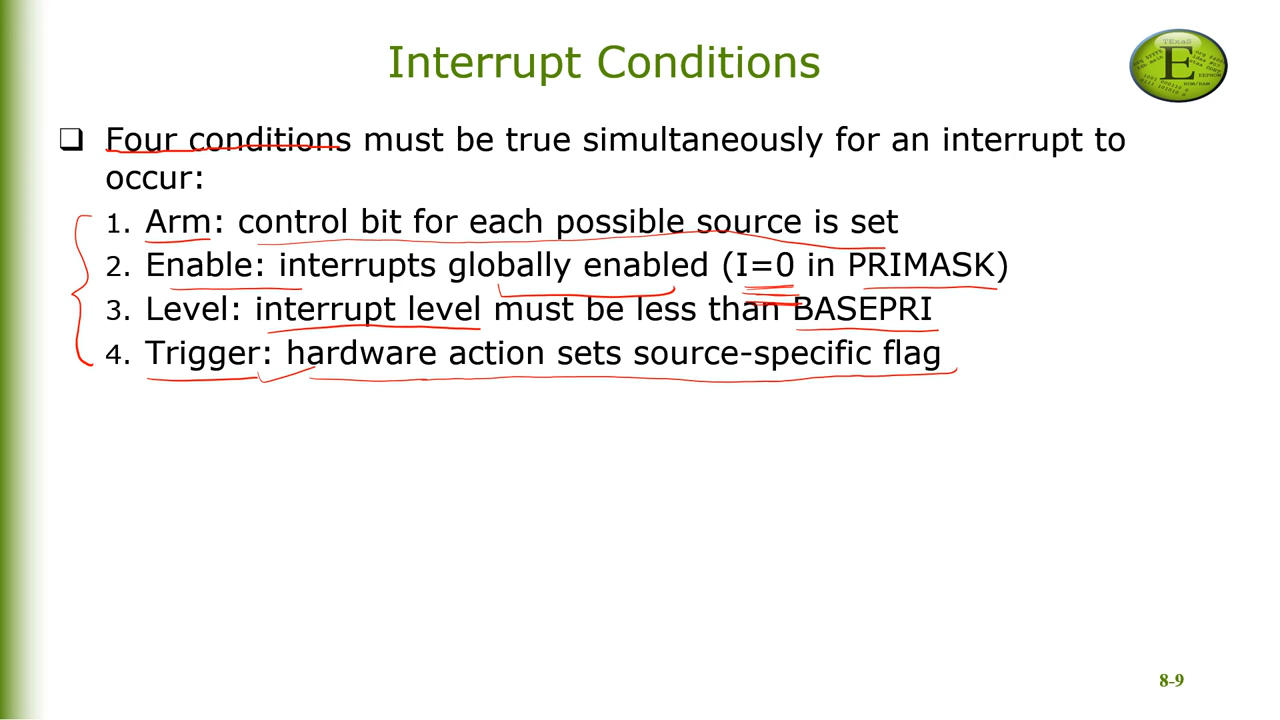 Interrupt Conditions
TExaS
E
❑ Four conditions must be true simultaneously for an interrupt to
occur:
1. Arm: control bit for each possible source is set
2. Enable: interrupts globally enabled (I=0 in PRIMASK)
3. Level: interrupt level must be less than BASEPRI
4. Trigger: hardware action sets source-specific flag
8-9